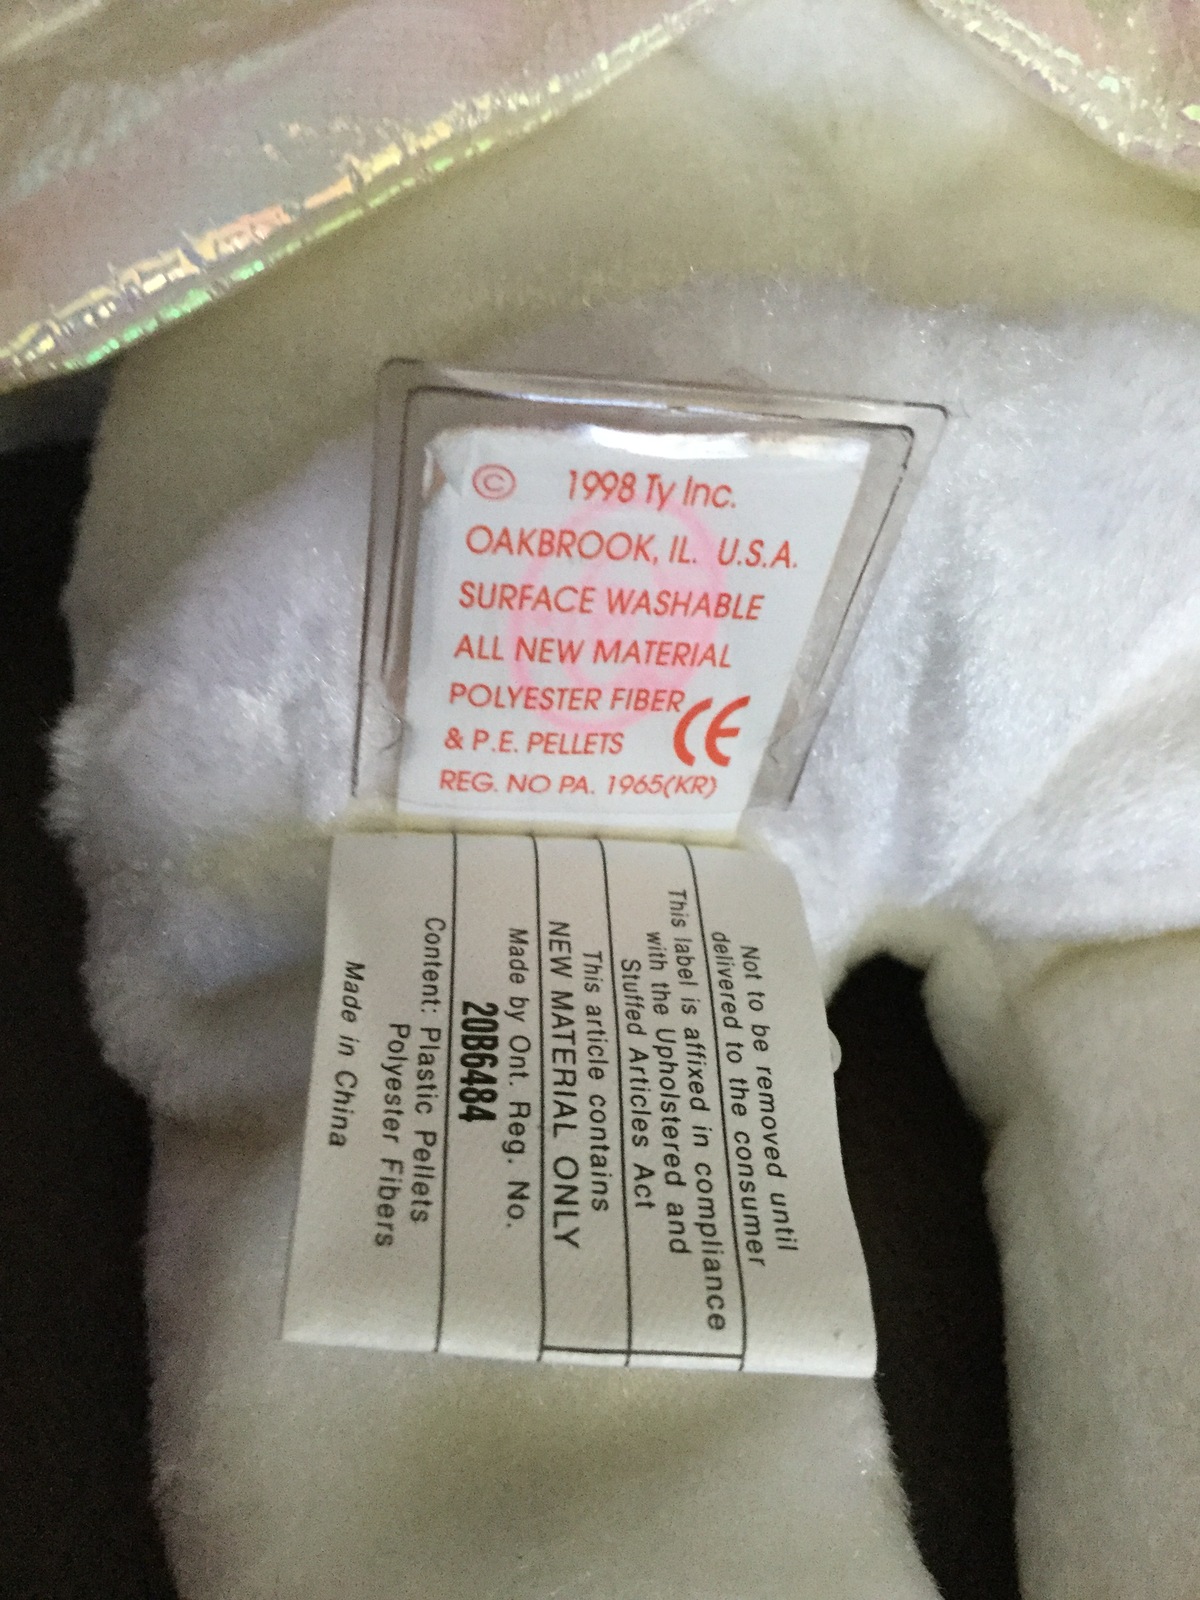 © 1998 Ty Inc.
OAKBROOK, IL. U.S.A.
SURFACE WASHABLE
ALL NEW MATERIAL
POLYESTER FIBER
& P.E. PELLETS CE
REG. NO PA. 1965(KR)
Not to be removed until
delivered to the consumer
This label is affixed in compliance
with the Upholstered and
Stuffed Articles Act
This article contains
NEW MATERIAL ONLY
Made by Ont. Reg. No.
20B6484
Content: Plastic Pellets
Polyester Fibers
Made in China